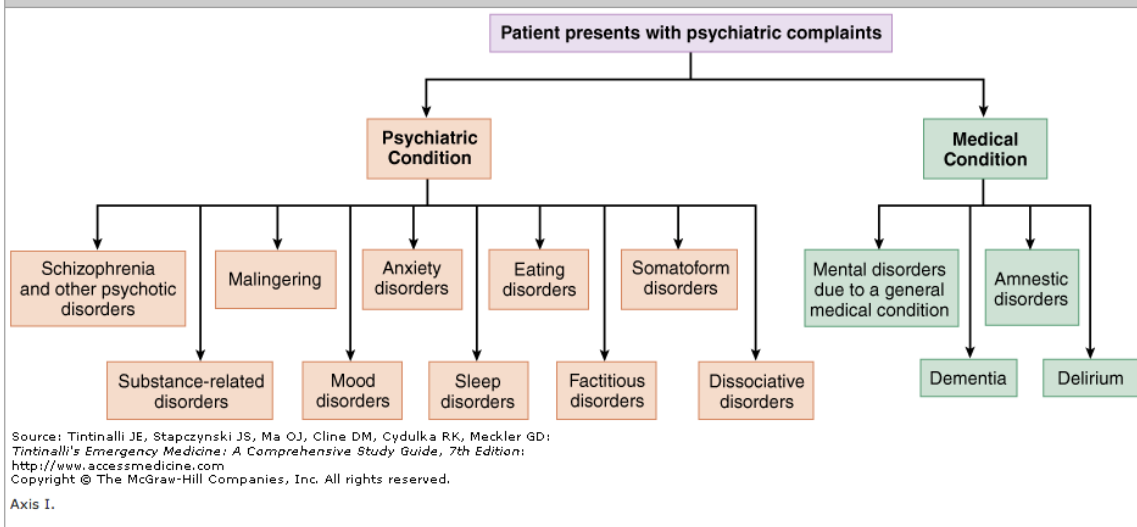 Patient presents with psychiatric complaints
Psychiatric
Condition
Medical
Condition
Schizophrenia
and other psychotic
disorders
Malingering
Anxiety
disorders
Eating
disorders
Somatoform
disorders
Mental disorders
due to a general
medical condition
Amnestic
disorders
Substance-related
disorders
Mood
disorders
Sleep
disorders
Factitious
disorders
Dissociative
disorders
Dementia
Delirium
Source: Tintinalli JE, Stapczynski JS, Ma OJ, Cline DM, Cydulka RK, Meckler GD:
Tintinalli's Emergency Medicine: A Comprehensive Study Guide, 7th Edition:
http://www.accessmedicine.com
Copyright © The McGraw-Hill Companies, Inc. All rights reserved.
Axis I.